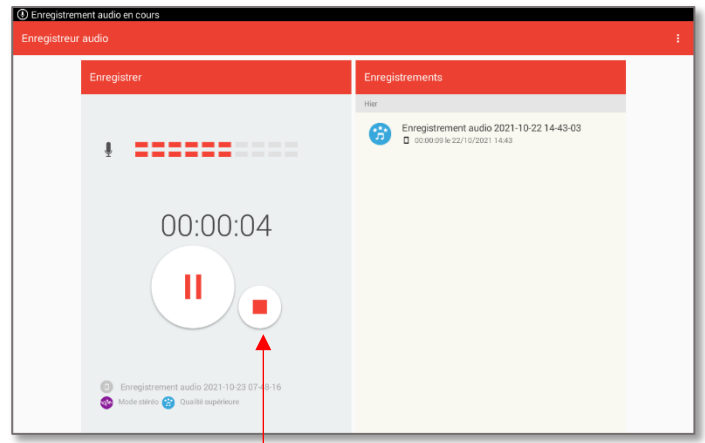 Enregistrement audio en cours
Enregistreur audio
Enregistrer
00:00:04
Enregistrement audio 2021-10-23 07-48-16
Mode stéréo Qualité supérieure
Enregistrements
Hier
Enregistrement audio 2021-10-22 14-43-03
00:00:09 le 22/10/2021 14:43